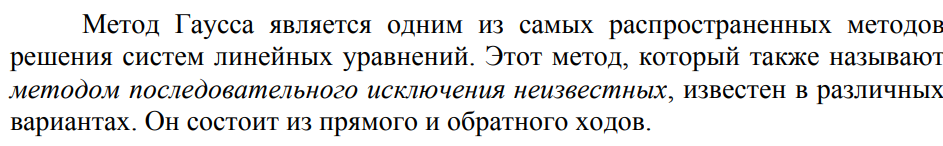 Метод Гаусса является одним из самых распространенных методов
решения систем линейных уравнений. Этот метод, который также называют
методом последовательного исключения неизвестных, известен в различных
вариантах. Он состоит из прямого и обратного ходов.